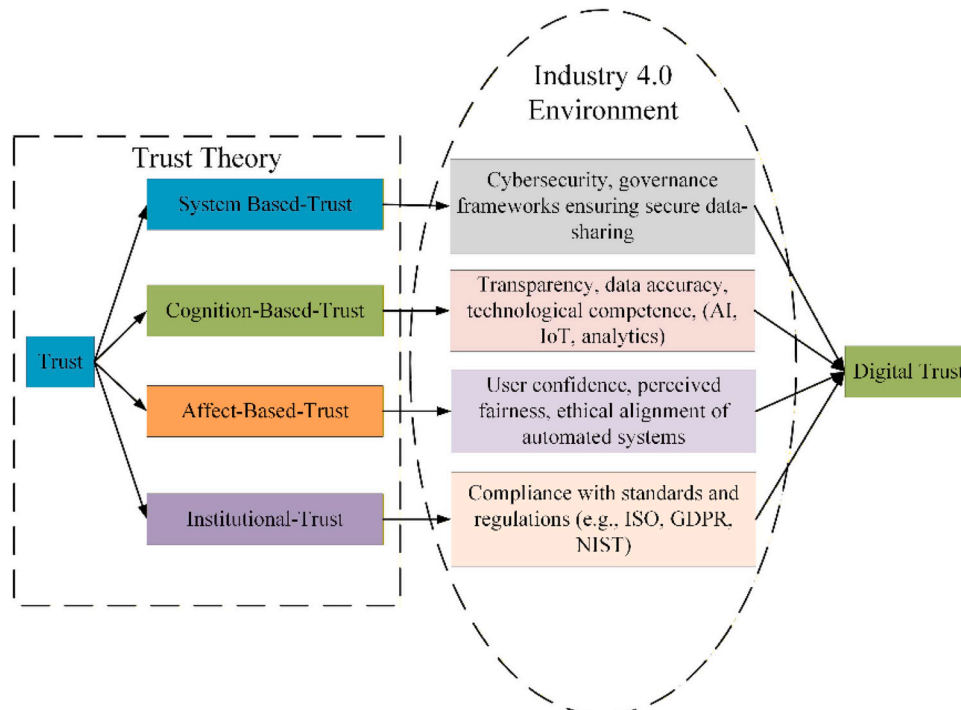 Industry 4.0
Environment
Trust Theory
System Based-Trust
Cybersecurity, governance
frameworks ensuring secure data-
sharing
Cognition-Based-Trust
Transparency, data accuracy,
technological competence, (AI,
IoT, analytics)
Trust
Digital Trust
Affect-Based-Trust
User confidence, perceived
fairness, ethical alignment of
automated systems
Institutional-Trust
Compliance with standards and
regulations (e.g., ISO, GDPR,
NIST)